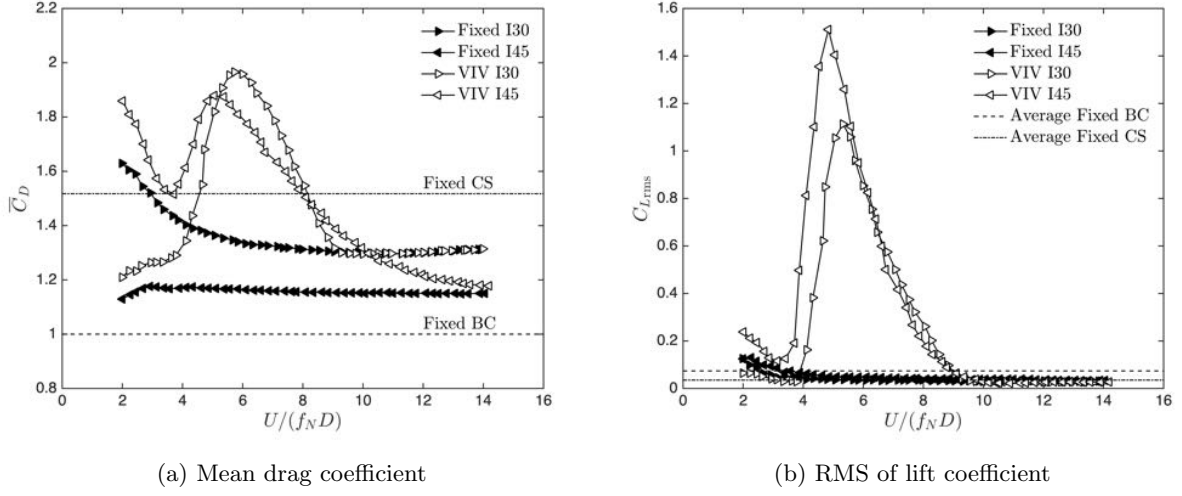 2.2
2
1.8
1.6
1.4
1.2
1
0.8
C̅_D
0 2 4 6 8 10 12 14 16
U/(f_N D)
Fixed I30
Fixed I45
VIV I30
VIV I45
Fixed CS
Fixed BC
(a) Mean drag coefficient
1.6
1.4
1.2
1
0.8
0.6
0.4
0.2
0
C_Lrms
0 2 4 6 8 10 12 14 16
U/(f_N D)
Fixed I30
Fixed I45
VIV I30
VIV I45
Average Fixed BC
Average Fixed CS
(b) RMS of lift coefficient